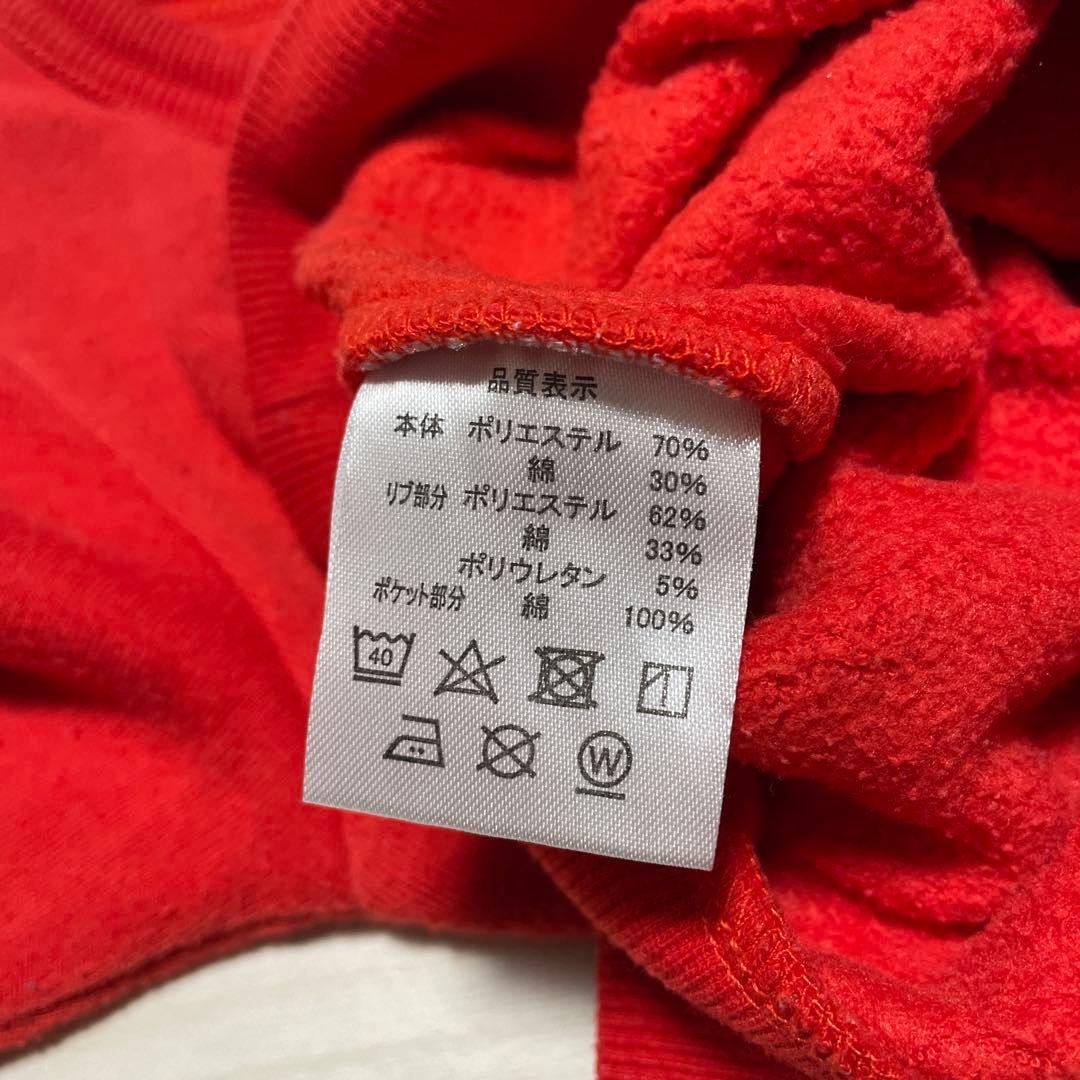 品質表示
本体 ポリエステル 70%
綿 30%
リブ部分 ポリエステル 62%
綿 33%
ポリウレタン 5%
ポケット部分 綿 100%
40
W